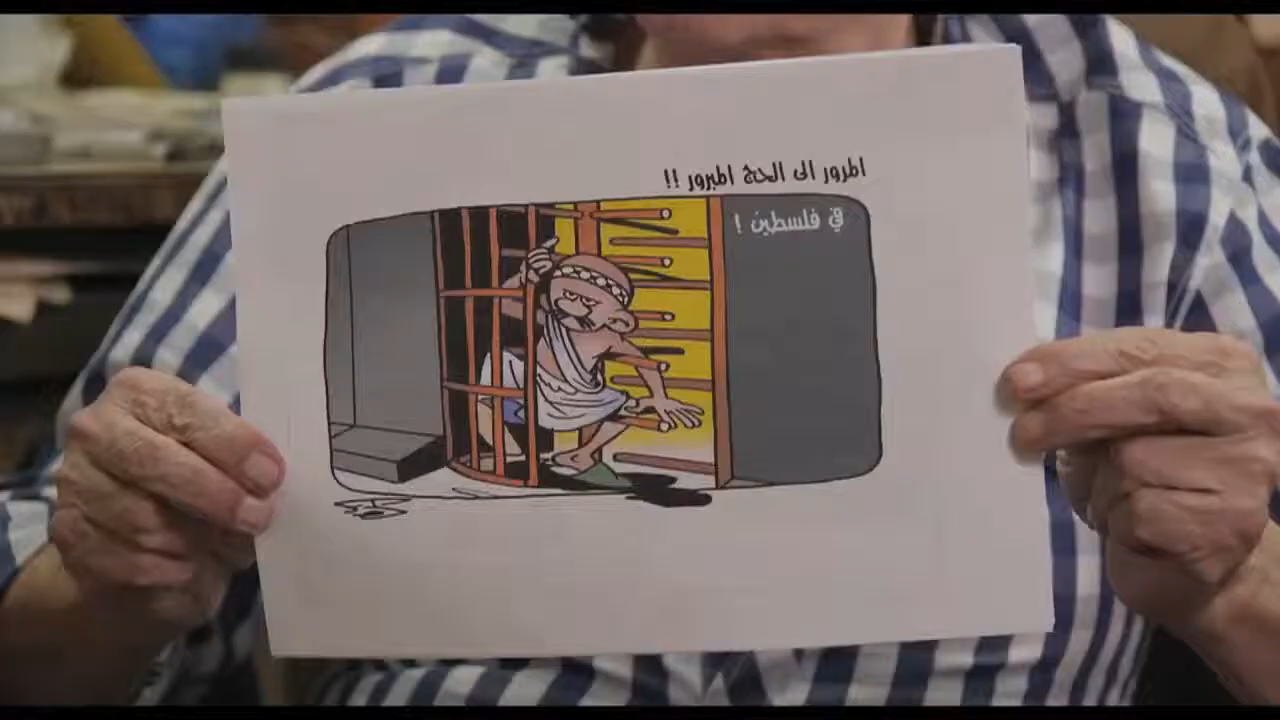 المرور الى الحج المبرور !!
في فلسطين !